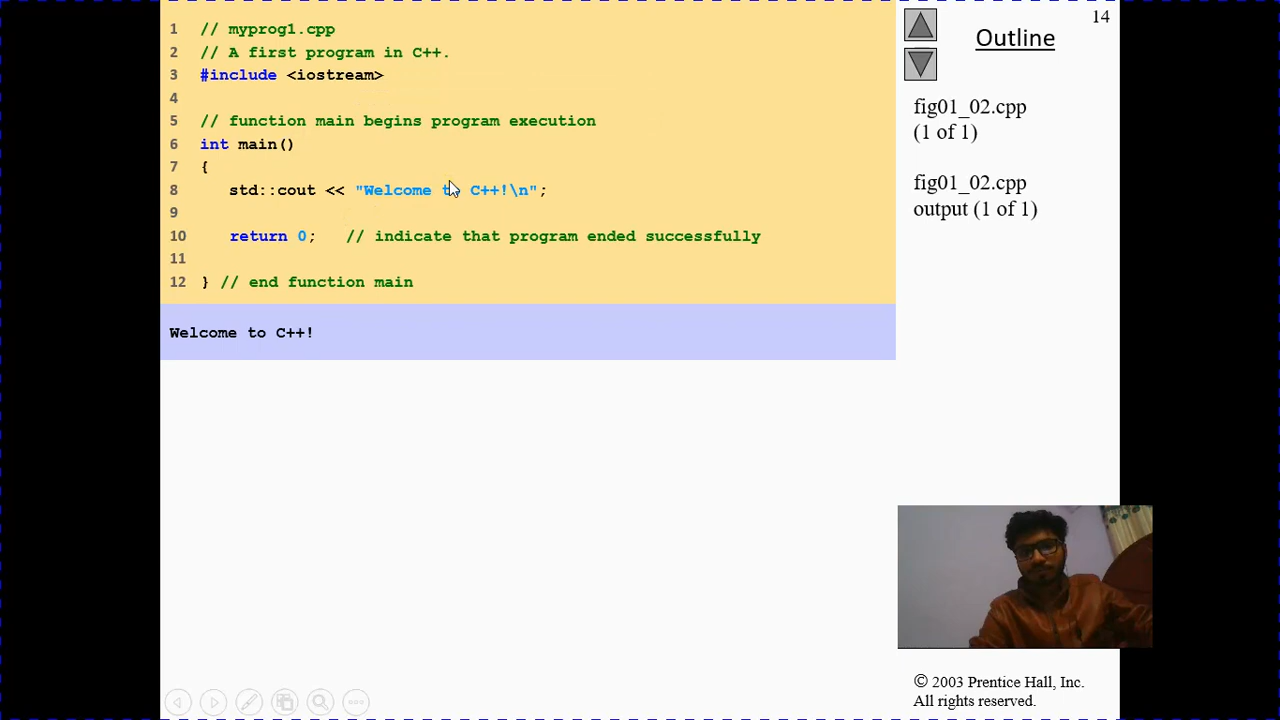 1 // myprog1.cpp
2 // A first program in C++.
3 #include <iostream>
4
5 // function main begins program execution
6 int main()
7 {
8 std::cout << "Welcome to C++!\n";
9
10 return 0; // indicate that program ended successfully
11
12 } // end function main
Welcome to C++!
14
Outline
fig01_02.cpp
(1 of 1)
fig01_02.cpp
output (1 of 1)
© 2003 Prentice Hall, Inc.
All rights reserved.